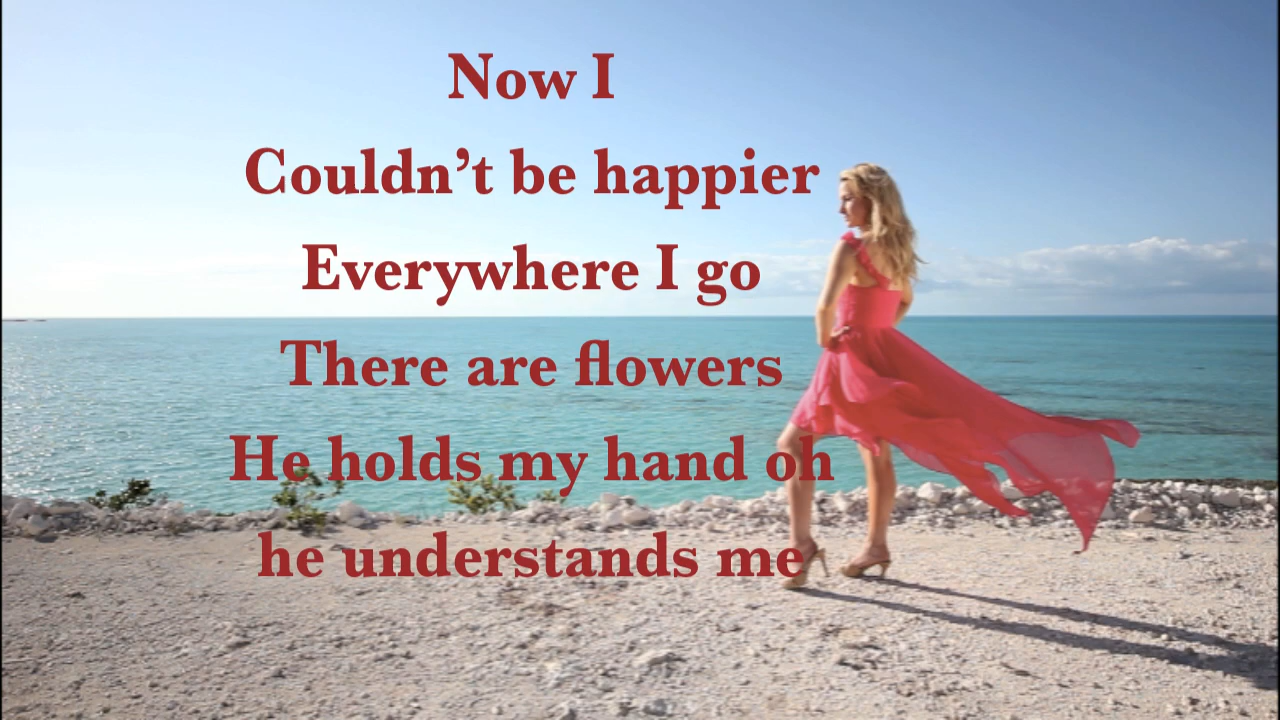 Now I
Couldn’t be happier
Everywhere I go
There are flowers
He holds my hand oh
he understands me